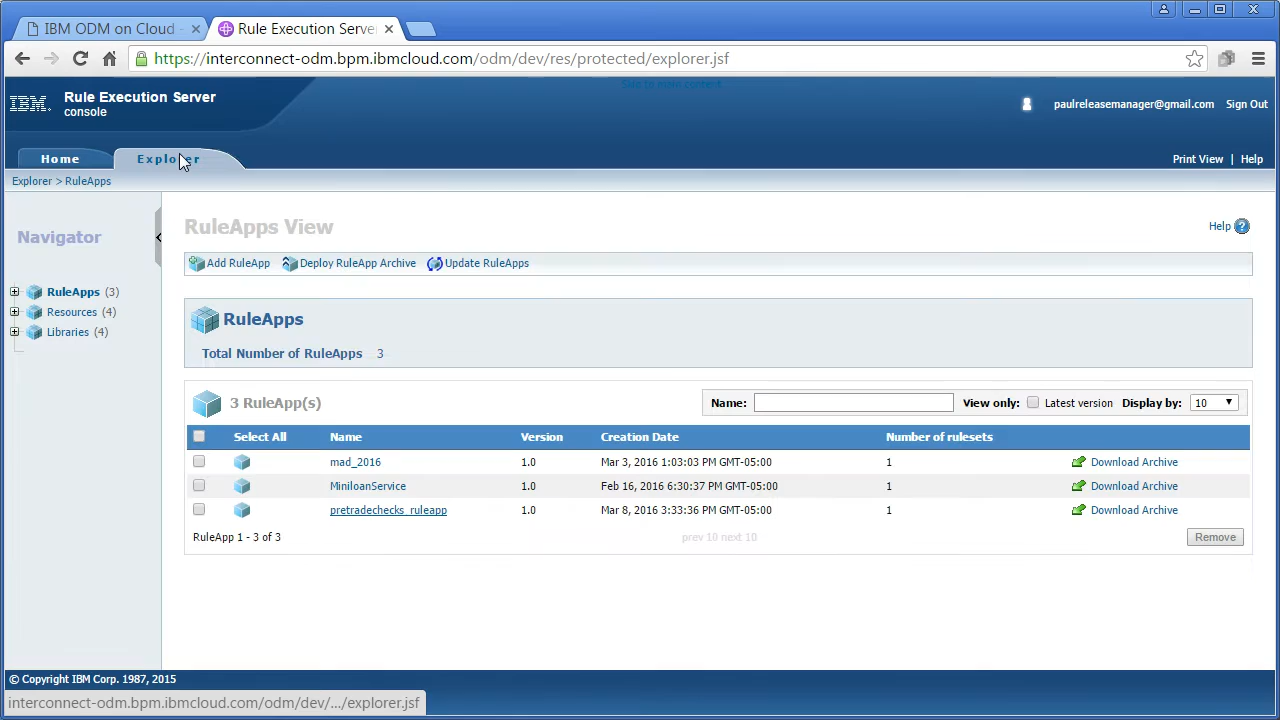 IBM ODM on Cloud -
Rule Execution Serve
https://interconnect-odm.bpm.ibmcloud.com/odm/dev/res/protected/explorer.jsf
Skip to main content
IBM.
Rule Execution Server
console
paulreleasemanager@gmail.com Sign Out
Home Explorer
Print View | Help
Explorer > RuleApps
Navigator
RuleApps (3)
Resources (4)
Libraries (4)
RuleApps View
Help ?
Add RuleApp Deploy RuleApp Archive Update RuleApps
RuleApps
Total Number of RuleApps 3
3 RuleApp(s)
Name: View only: Latest version Display by: 10
Select All Name Version Creation Date Number of rulesets
mad_2016 1.0 Mar 3, 2016 1:03:03 PM GMT-05:00 1 Download Archive
MiniloanService 1.0 Feb 16, 2016 6:30:37 PM GMT-05:00 1 Download Archive
pretradechecks_ruleapp 1.0 Mar 8, 2016 3:33:36 PM GMT-05:00 1 Download Archive
RuleApp 1 - 3 of 3 prev 10 next 10 Remove
© Copyright IBM Corp. 1987, 2015
interconnect-odm.bpm.ibmcloud.com/odm/dev/.../explorer.jsf